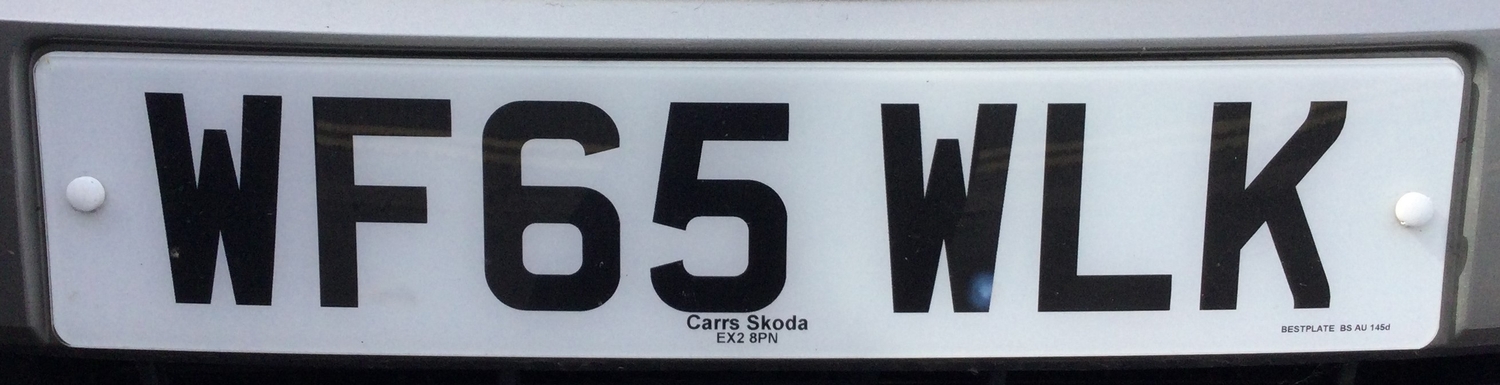 WF65 WLK
Carrs Skoda
EX2 8PN
BESTPLATE BS AU 145d